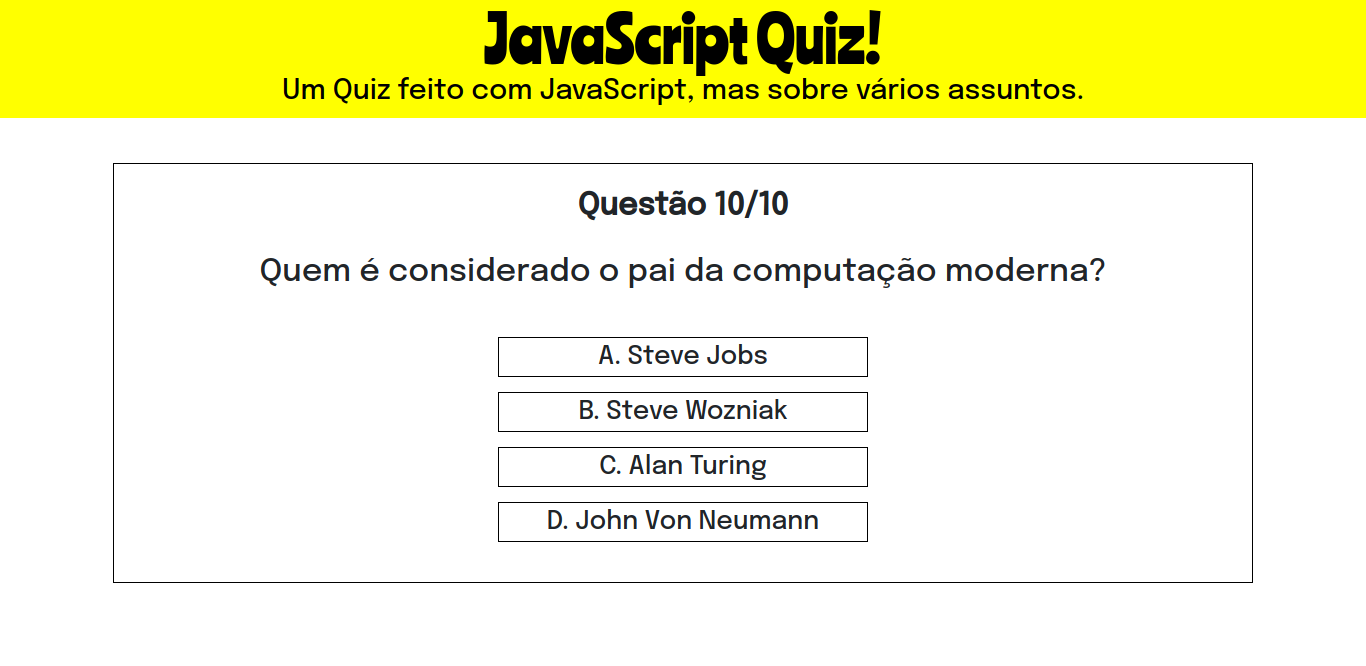 JavaScript Quiz!
Um Quiz feito com JavaScript, mas sobre vários assuntos.
Questão 10/10
Quem é considerado o pai da computação moderna?
A. Steve Jobs
B. Steve Wozniak
C. Alan Turing
D. John Von Neumann